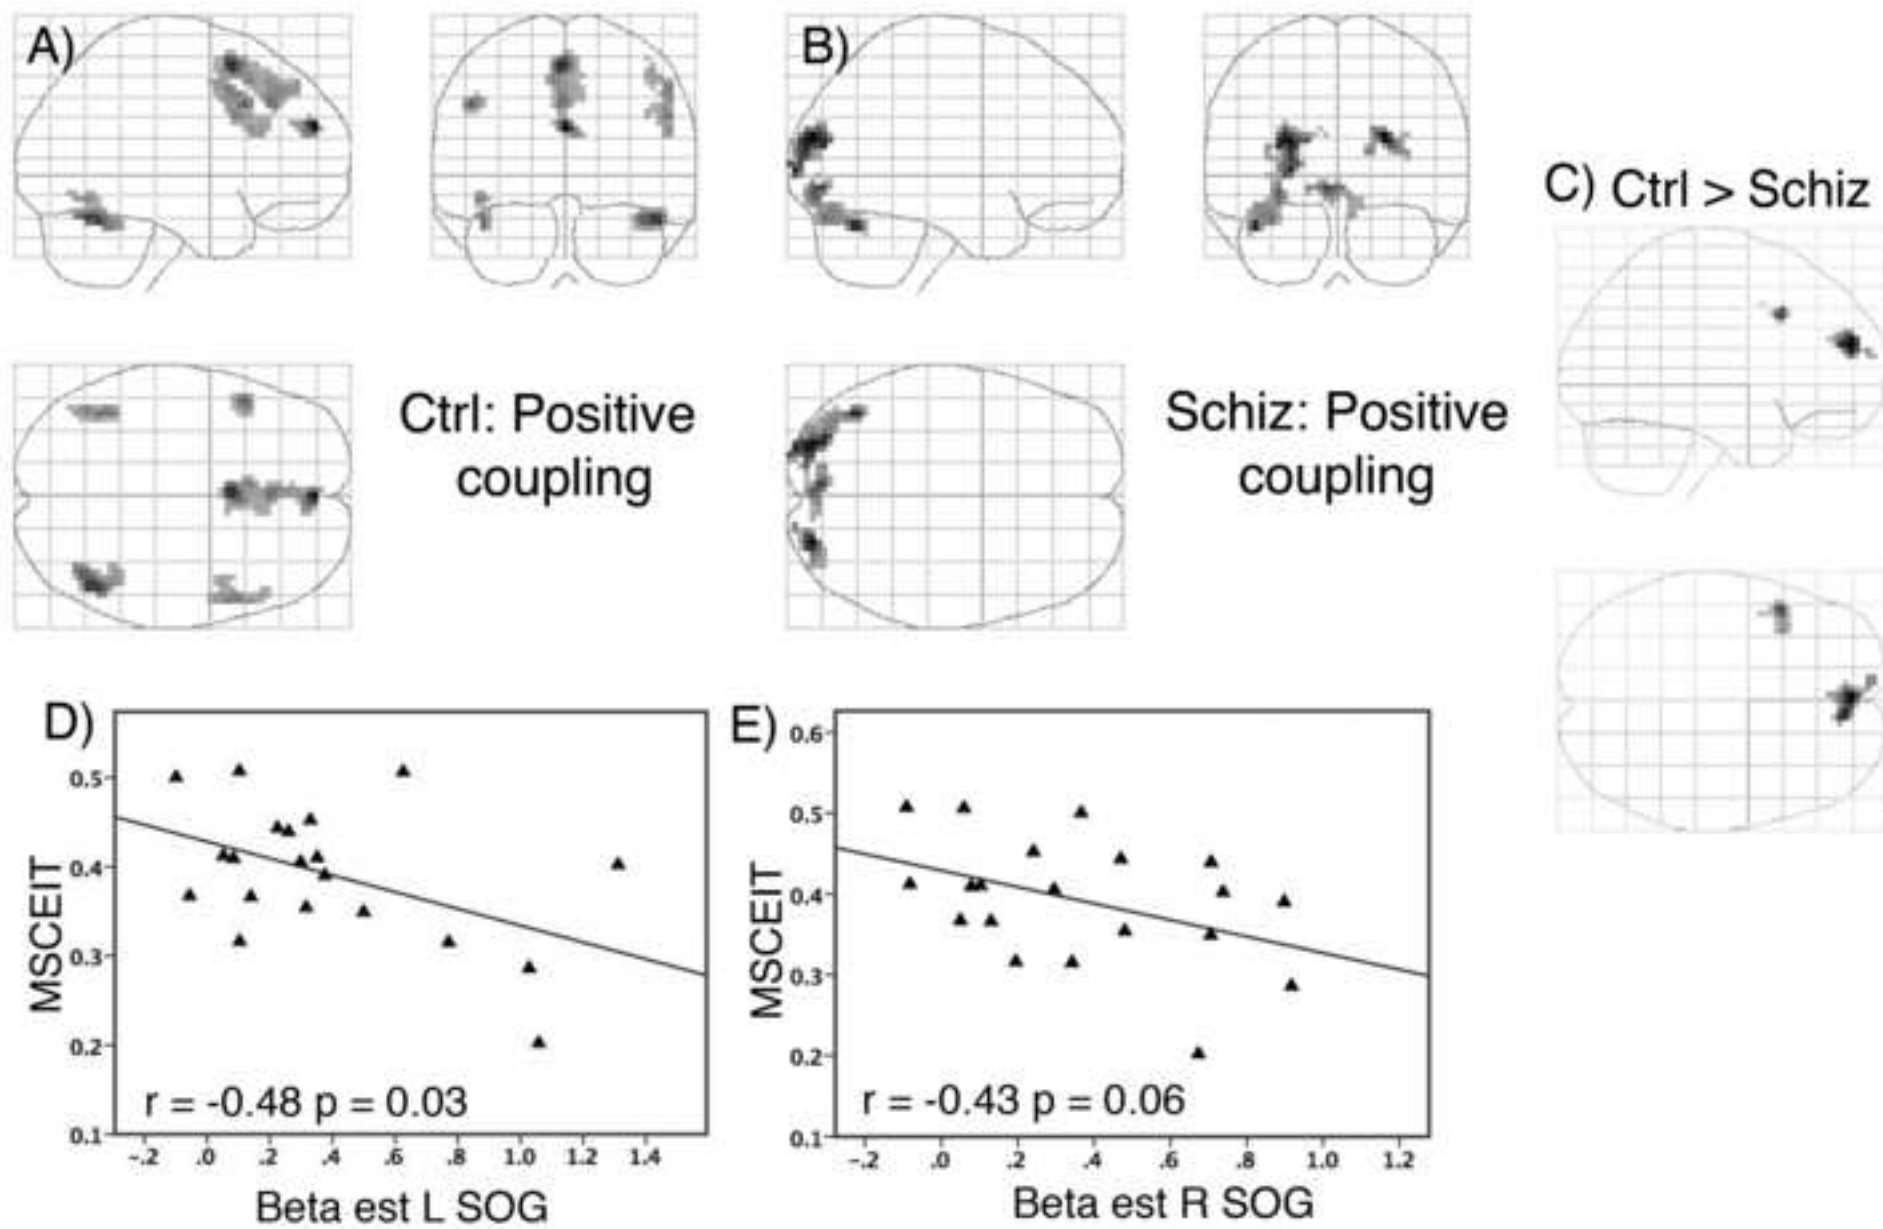 A)
B)
C) Ctrl > Schiz
Ctrl: Positive
coupling
Schiz: Positive
coupling
D)
0.5
0.4
0.3
0.2
0.1
MSCEIT
r = -0.48 p = 0.03
-.2 .0 .2 .4 .6 .8 1.0 1.2 1.4
Beta est L SOG
E)
0.6
0.5
0.4
0.3
0.2
0.1
MSCEIT
r = -0.43 p = 0.06
-.2 .0 .2 .4 .6 .8 1.0 1.2
Beta est R SOG